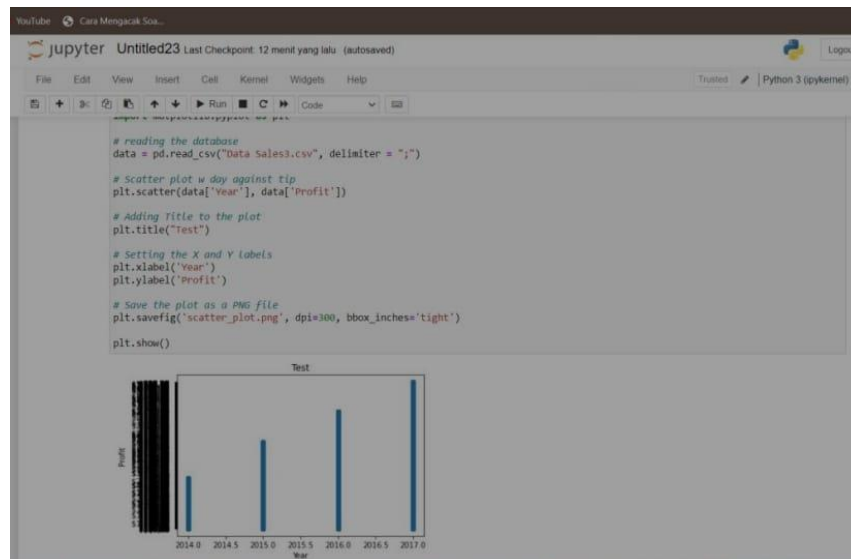 YouTube Cara Mengacak Soa...
jupyter Untitled23 Last Checkpoint: 12 menit yang lalu (autosaved)
Logou
File Edit View Insert Cell Kernel Widgets Help
Trusted Python 3 (ipykernel)
Run Code
import matplotlib.pyplot as plt
# reading the database
data = pd.read_csv("Data Sales3.csv", delimiter = ";")
# Scatter plot w day against tip
plt.scatter(data['Year'], data['Profit'])
# Adding Title to the plot
plt.title("Test")
# Setting the X and Y labels
plt.xlabel('Year')
plt.ylabel('Profit')
# Save the plot as a PNG file
plt.savefig('scatter_plot.png', dpi=300, bbox_inches='tight')
plt.show()
Test
Profit
2014.0 2014.5 2015.0 2015.5 2016.0 2016.5 2017.0
Year